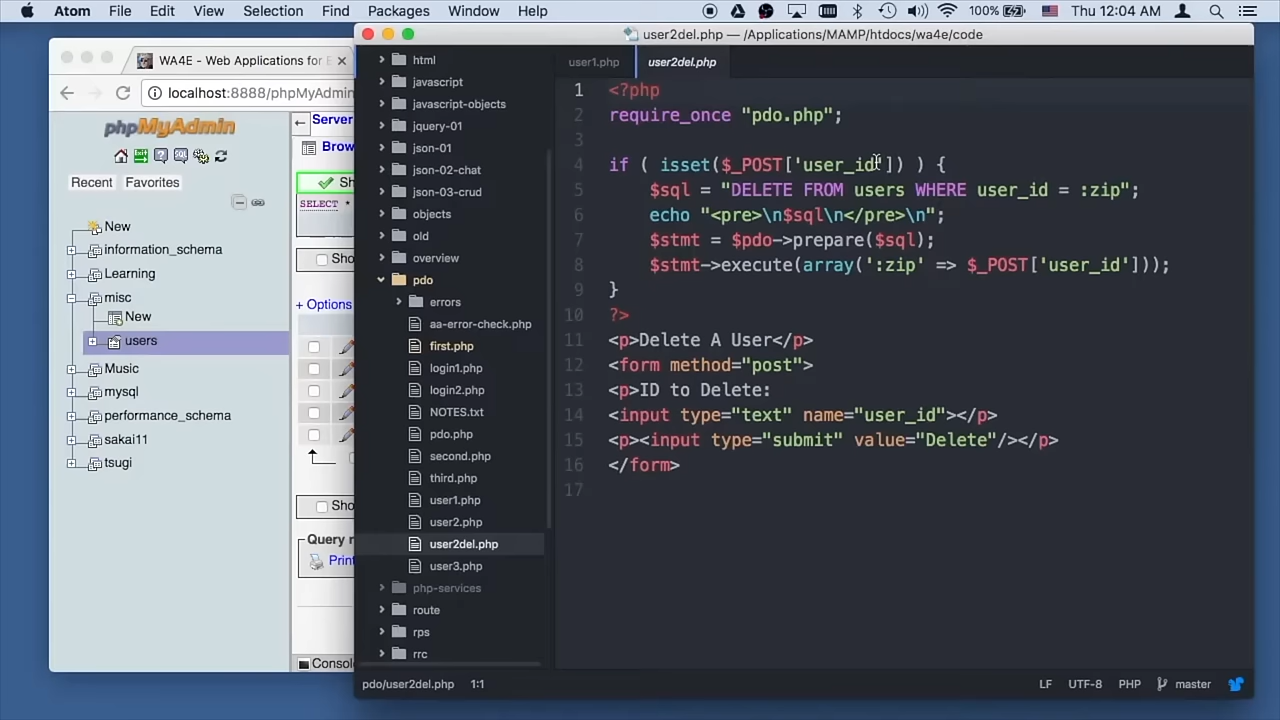 Atom File Edit View Selection Find Packages Window Help 100% Thu 12:04 AM
user2del.php — /Applications/MAMP/htdocs/wa4e/code
WA4E - Web Applications for E
localhost:8888/phpMyAdmin
phpMyAdmin
Recent Favorites
New
information_schema
Learning
misc
New
users
Music
mysql
performance_schema
sakai11
tsugi
Server
Brow
Sh
SELECT *
Sho
+ Options
Sho
Query r
Print
Consol
html
javascript
javascript-objects
jquery-01
json-01
json-02-chat
json-03-crud
objects
old
overview
pdo
errors
aa-error-check.php
first.php
login1.php
login2.php
NOTES.txt
pdo.php
second.php
third.php
user1.php
user2.php
user2del.php
user3.php
php-services
route
rps
rrc
user1.php user2del.php
1 <?php
2 require_once "pdo.php";
3
4 if ( isset($_POST['user_id']) ) {
5 $sql = "DELETE FROM users WHERE user_id = :zip";
6 echo "<pre>\n$sql\n</pre>\n";
7 $stmt = $pdo->prepare($sql);
8 $stmt->execute(array(':zip' => $_POST['user_id']));
9 }
10 ?>
11 <p>Delete A User</p>
12 <form method="post">
13 <p>ID to Delete:
14 <input type="text" name="user_id"></p>
15 <p><input type="submit" value="Delete"/></p>
16 </form>
17
pdo/user2del.php 1:1 LF UTF-8 PHP master